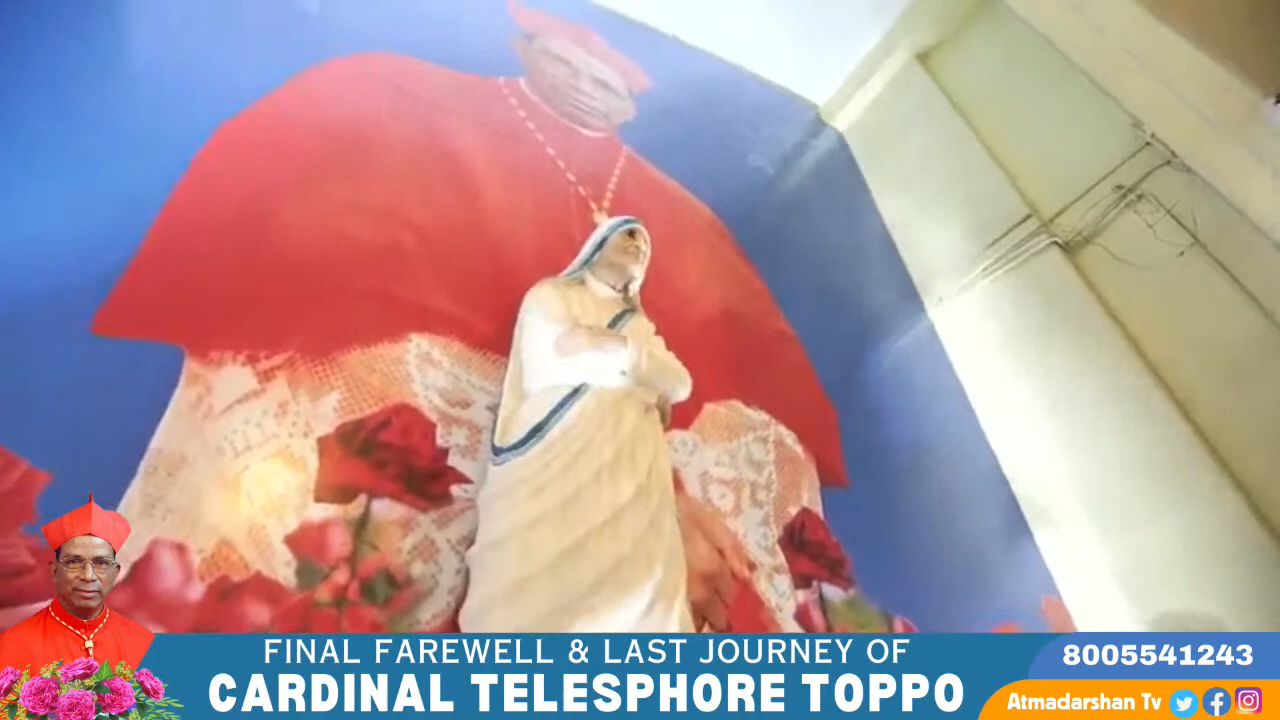 FINAL FAREWELL & LAST JOURNEY OF
CARDINAL TELESPHORE TOPPO
8005541243
Atmadarshan Tv